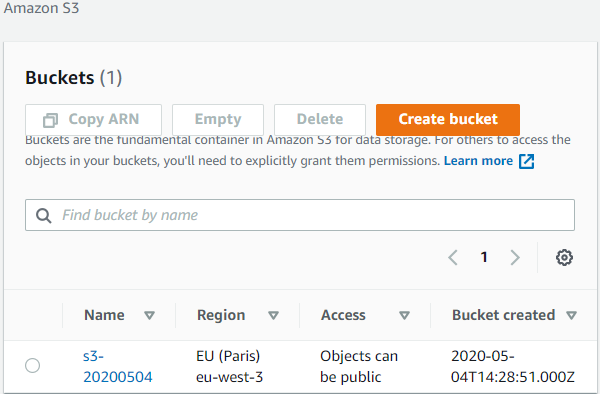 Amazon S3
Buckets (1)
Copy ARN Empty Delete Create bucket
Buckets are the fundamental container in Amazon S3 for data storage. For others to access the
objects in your buckets, you'll need to explicitly grant them permissions. Learn more
Find bucket by name
1
Name Region Access Bucket created
s3- EU (Paris) Objects can 2020-05-
20200504 eu-west-3 be public 04T14:28:51.000Z